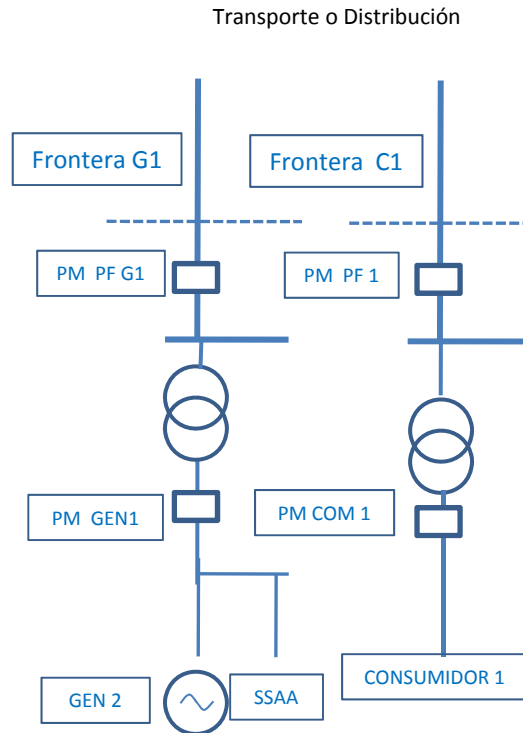 Transporte o Distribución
Frontera G1
Frontera C1
PM PF G1
PM PF 1
PM GEN1
PM COM 1
GEN 2
SSAA
CONSUMIDOR 1